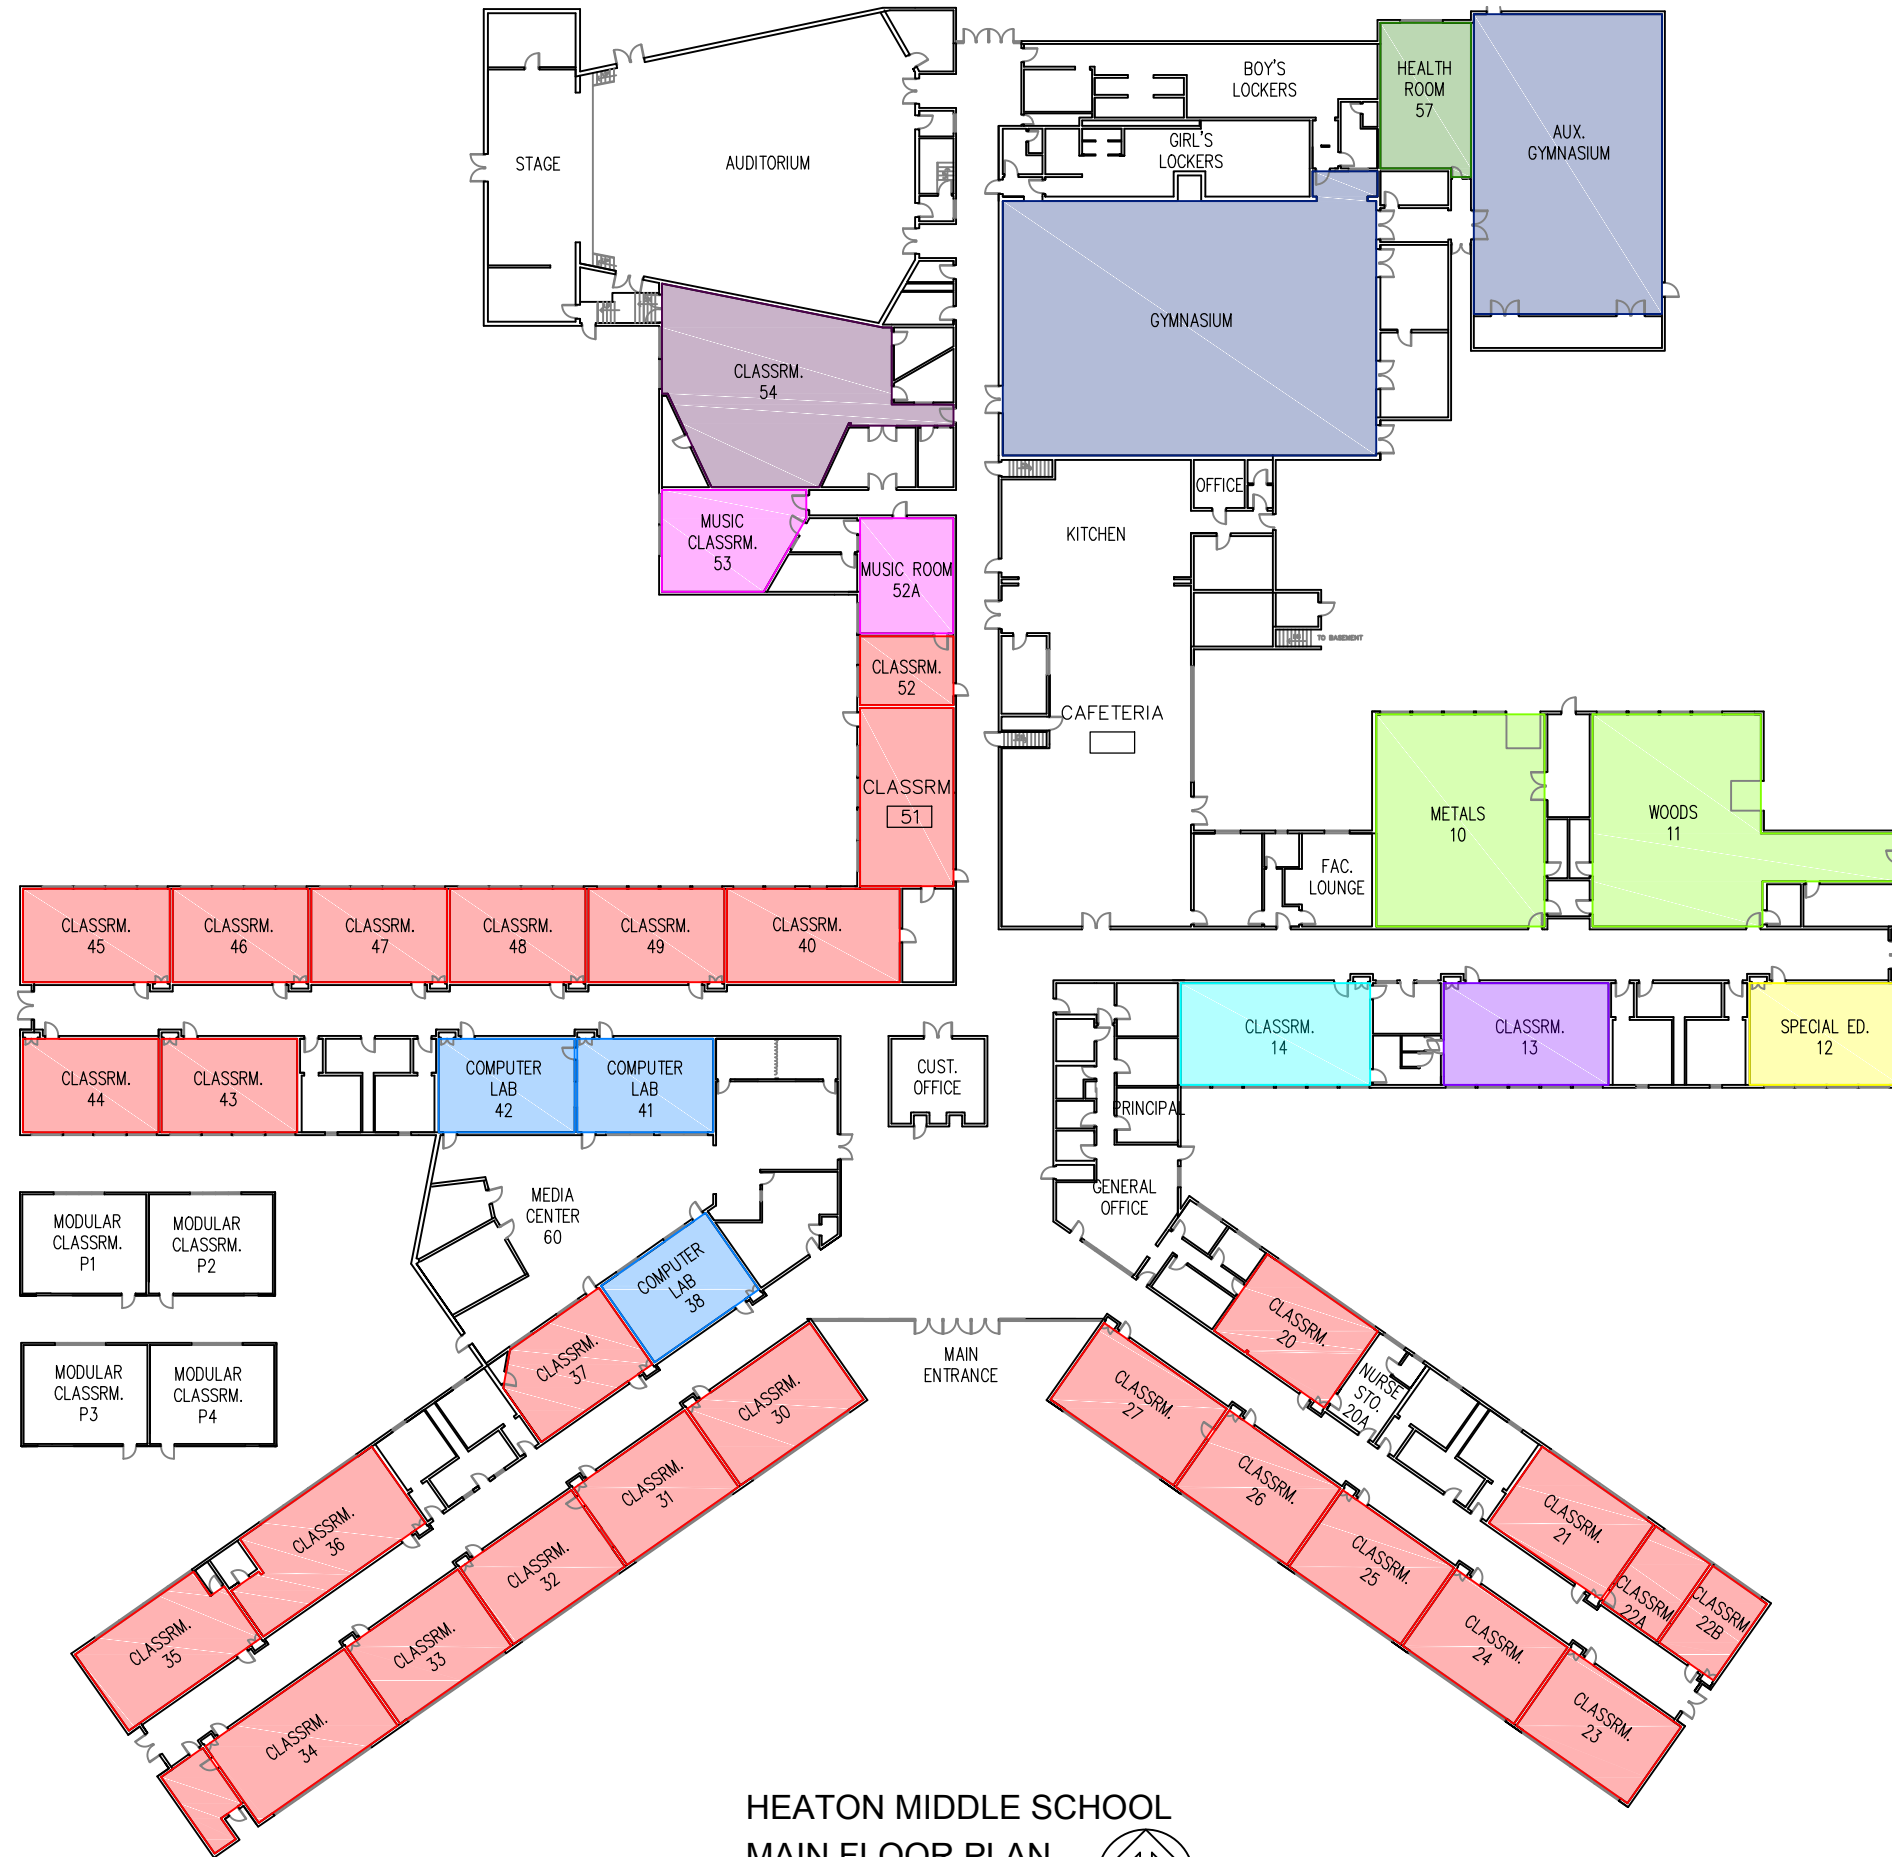 BOY'S
LOCKERS
HEALTH
ROOM
57
AUX.
GYMNASIUM
GIRL'S
LOCKERS
STAGE
AUDITORIUM
GYMNASIUM
CLASSRM.
54
OFFICE
MUSIC
CLASSRM.
53
KITCHEN
MUSIC ROOM
52A
TO BASEMENT
CLASSRM.
52
CAFETERIA
CLASSRM
51
METALS
10
WOODS
11
FAC.
LOUNGE
CLASSRM.
45
CLASSRM.
46
CLASSRM.
47
CLASSRM.
48
CLASSRM.
49
CLASSRM.
40
CLASSRM.
14
CLASSRM.
13
SPECIAL ED.
12
CLASSRM.
44
CLASSRM.
43
COMPUTER
LAB
42
COMPUTER
LAB
41
CUST.
OFFICE
PRINCIPAL
GENERAL
OFFICE
MEDIA
CENTER
60
MODULAR
CLASSRM.
P1
MODULAR
CLASSRM.
P2
COMPUTER
LAB
38
MODULAR
CLASSRM.
P3
MODULAR
CLASSRM.
P4
CLASSRM.
37
MAIN
ENTRANCE
CLASSRM.
20
NURSE
STO.
20A
CLASSRM.
30
CLASSRM.
27
CLASSRM.
31
CLASSRM.
26
CLASSRM.
36
CLASSRM.
32
CLASSRM.
25
CLASSRM.
21
CLASSRM
22A
CLASSRM
22B
CLASSRM.
35
CLASSRM.
33
CLASSRM.
24
CLASSRM.
34
CLASSRM.
23
HEATON MIDDLE SCHOOL
MAIN FLOOR PLAN